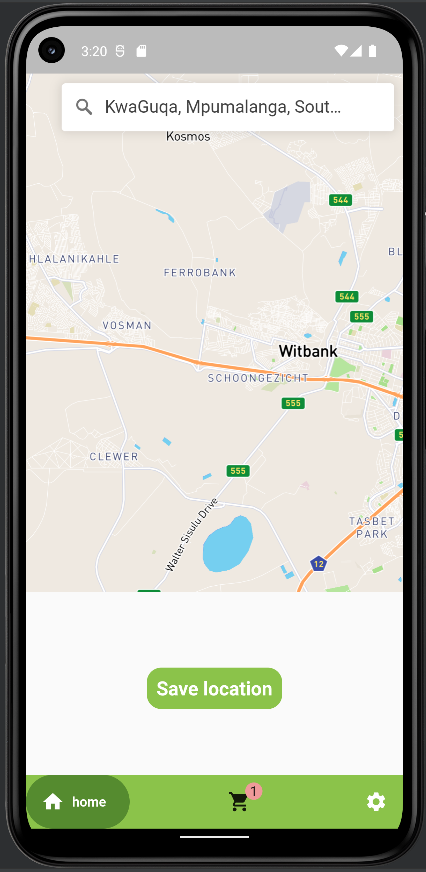 3:20
KwaGuqa, Mpumalanga, Sout...
Kosmos
544
HLALANIKAHLE
BL
FERROBANK
544
555
VOSMAN
Witbank
SCHOONGEZICHT
555
D
5
CLEWER
555
Walter Sisulu Drive
TASBET
PARK
12
Save location
home
1